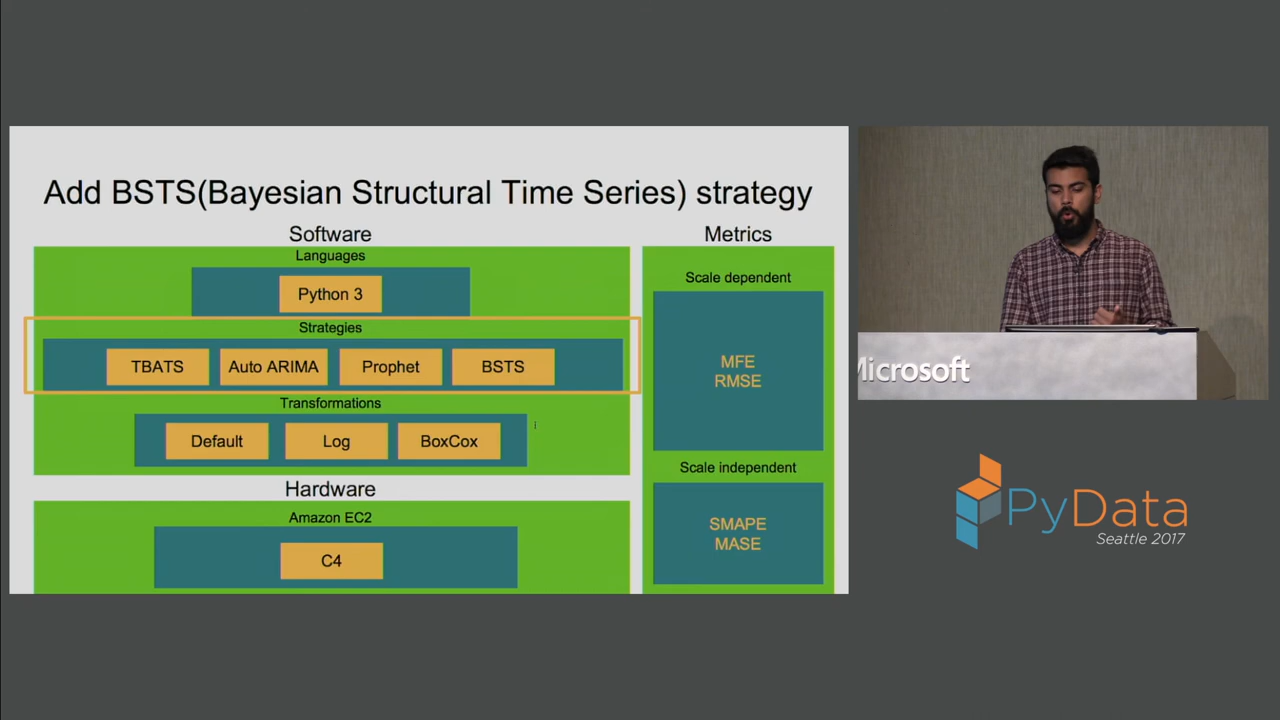 Add BSTS(Bayesian Structural Time Series) strategy
Software
Languages
Python 3
Strategies
TBATS
Auto ARIMA
Prophet
BSTS
Transformations
Default
Log
BoxCox
Hardware
Amazon EC2
C4
Metrics
Scale dependent
MFE
RMSE
Scale independent
SMAPE
MASE
Microsoft
PyData
Seattle 2017